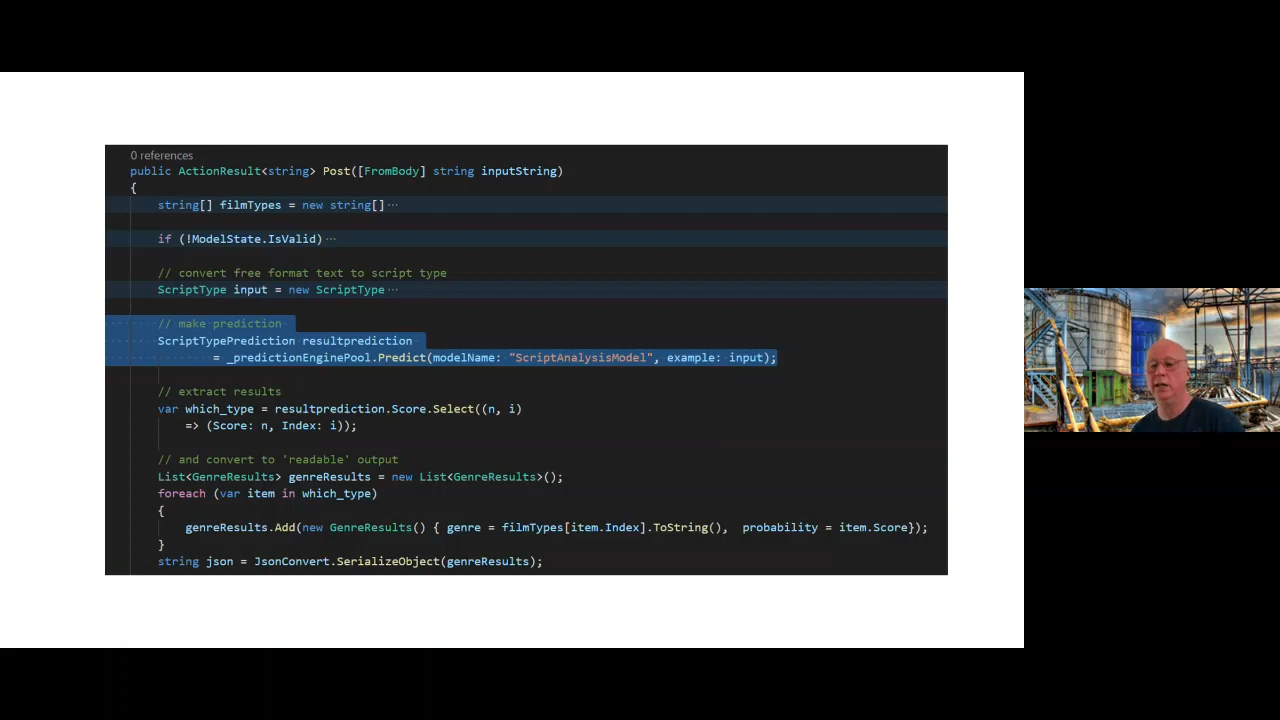 0 references
public ActionResult<string> Post([FromBody] string inputString)
{
string[] filmTypes = new string[]...
if (!ModelState.IsValid)...
// convert free format text to script type
ScriptType input = new ScriptType...
// make prediction
ScriptTypePrediction resultprediction
= _predictionEnginePool.Predict(modelName: "ScriptAnalysisModel", example: input);
// extract results
var which_type = resultprediction.Score.Select((n, i)
=> (Score: n, Index: i));
// and convert to 'readable' output
List<GenreResults> genreResults = new List<GenreResults>();
foreach (var item in which_type)
{
genreResults.Add(new GenreResults() { genre = filmTypes[item.Index].ToString(), probability = item.Score});
}
string json = JsonConvert.SerializeObject(genreResults);